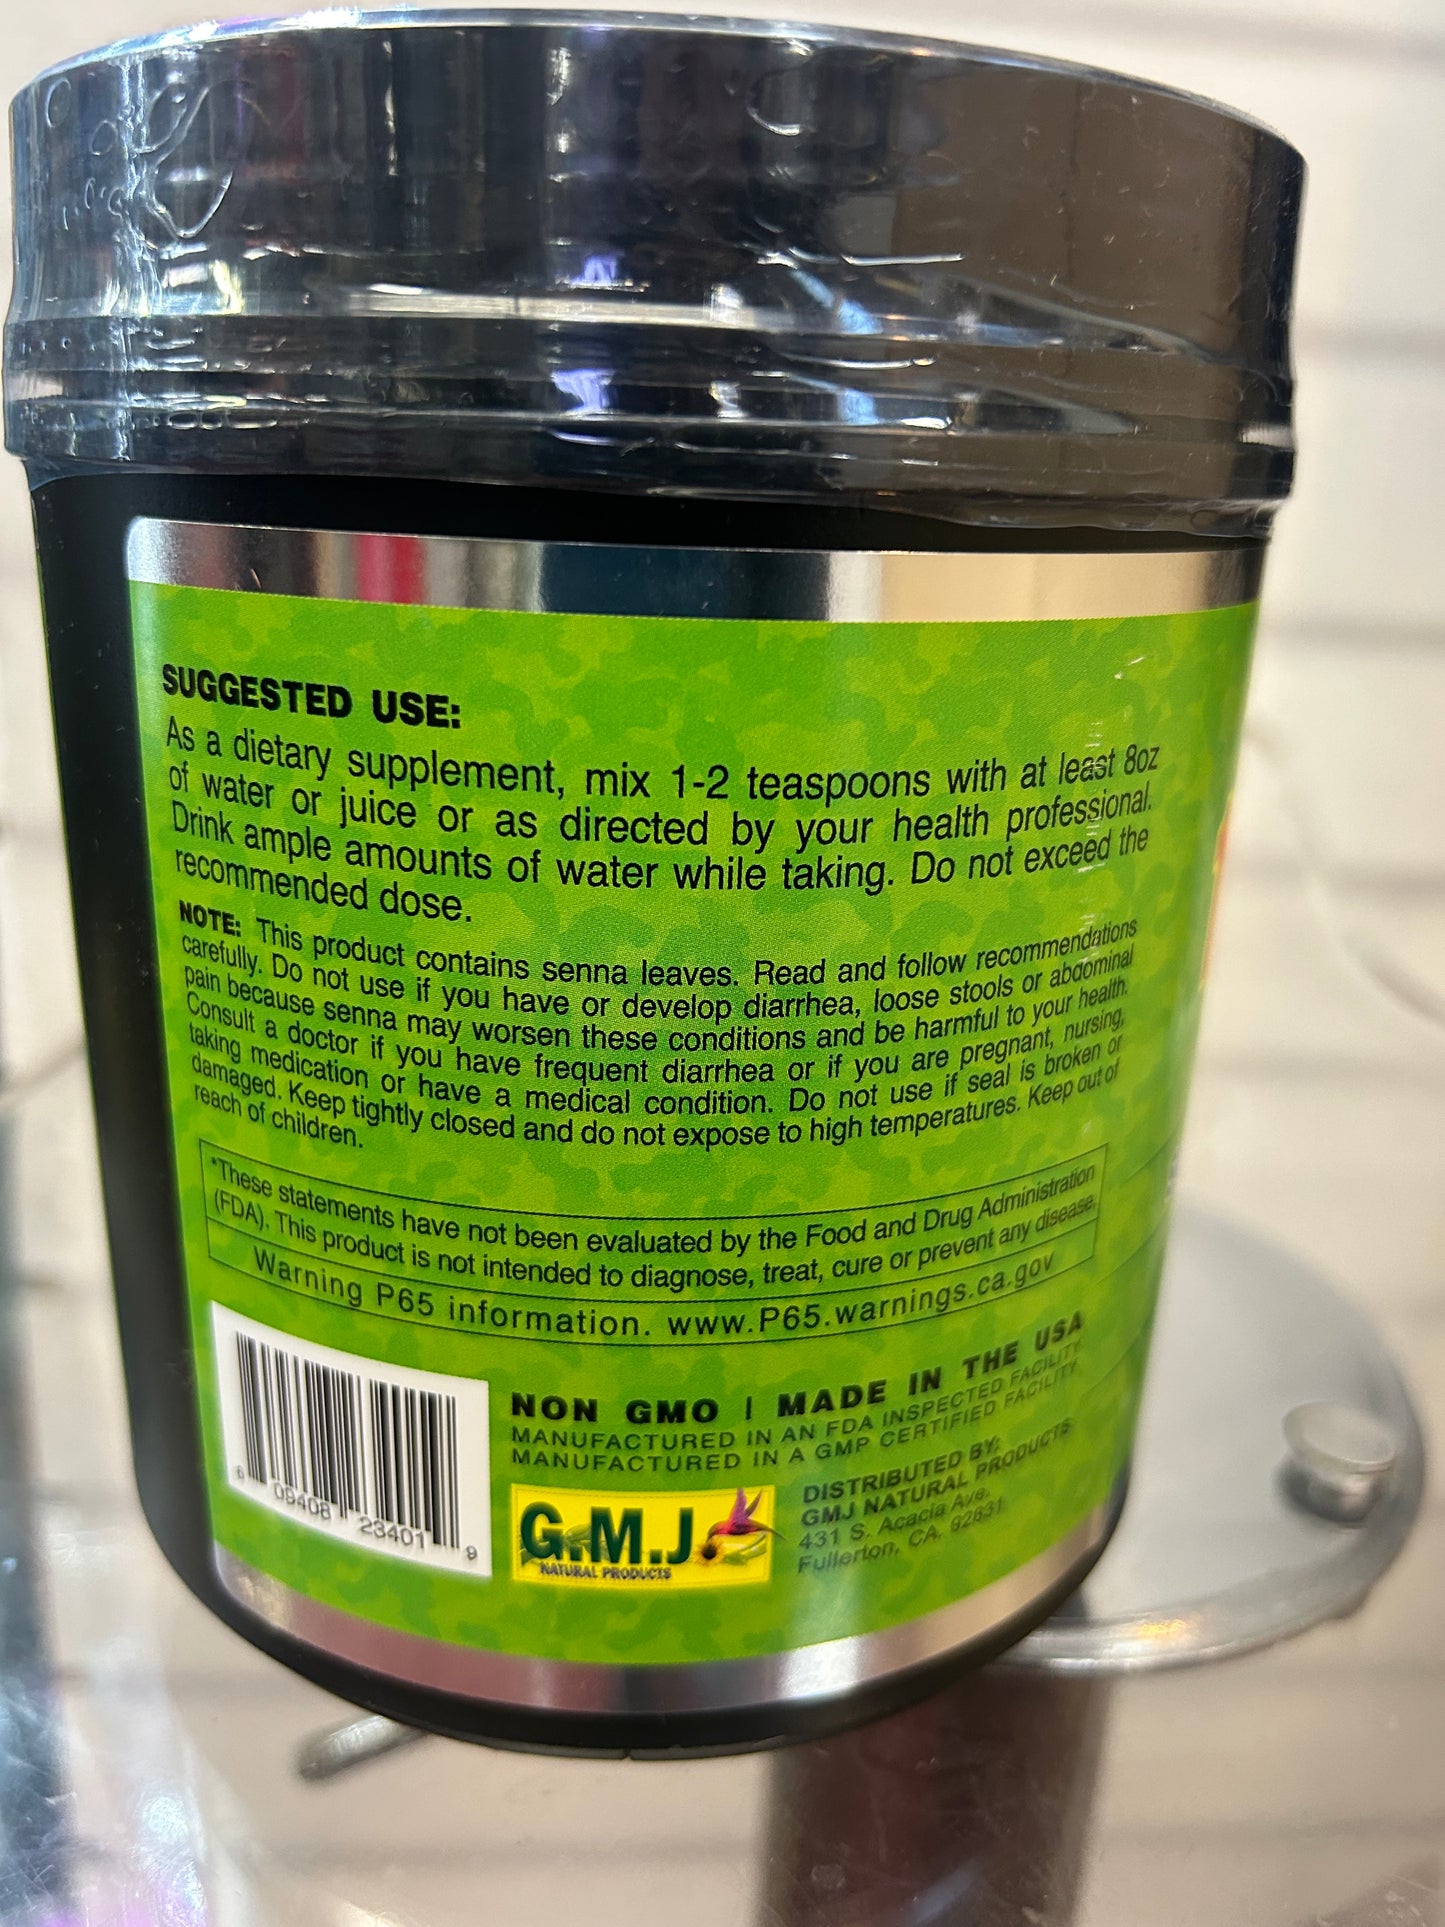 SUGGESTED USE:
As a dietary supplement, mix 1-2 teaspoons with at least 8oz
of water or juice or as directed by your health professional.
Drink ample amounts of water while taking. Do not exceed the
recommended dose.
NOTE: This product contains senna leaves. Read and follow recommendations
carefully. Do not use if you have or develop diarrhea, loose stools or abdominal
pain because senna may worsen these conditions and be harmful to your health.
Consult a doctor if you have frequent diarrhea or if you are pregnant, nursing,
taking medication or have a medical condition. Do not use if seal is broken or
damaged. Keep tightly closed and do not expose to high temperatures. Keep out of
reach of children.
*These statements have not been evaluated by the Food and Drug Administration
(FDA). This product is not intended to diagnose, treat, cure or prevent any disease.
Warning P65 information. www.P65.warnings.ca.gov
NON GMO | MADE IN THE USA
MANUFACTURED IN AN FDA INSPECTED FACILITY
MANUFACTURED IN A GMP CERTIFIED FACILITY.
6 09408 23401 9
G.M.J
NATURAL PRODUCTS
DISTRIBUTED BY:
GMJ NATURAL PRODUCTS
431 S. Acacia Ave.
Fullerton, CA. 92831